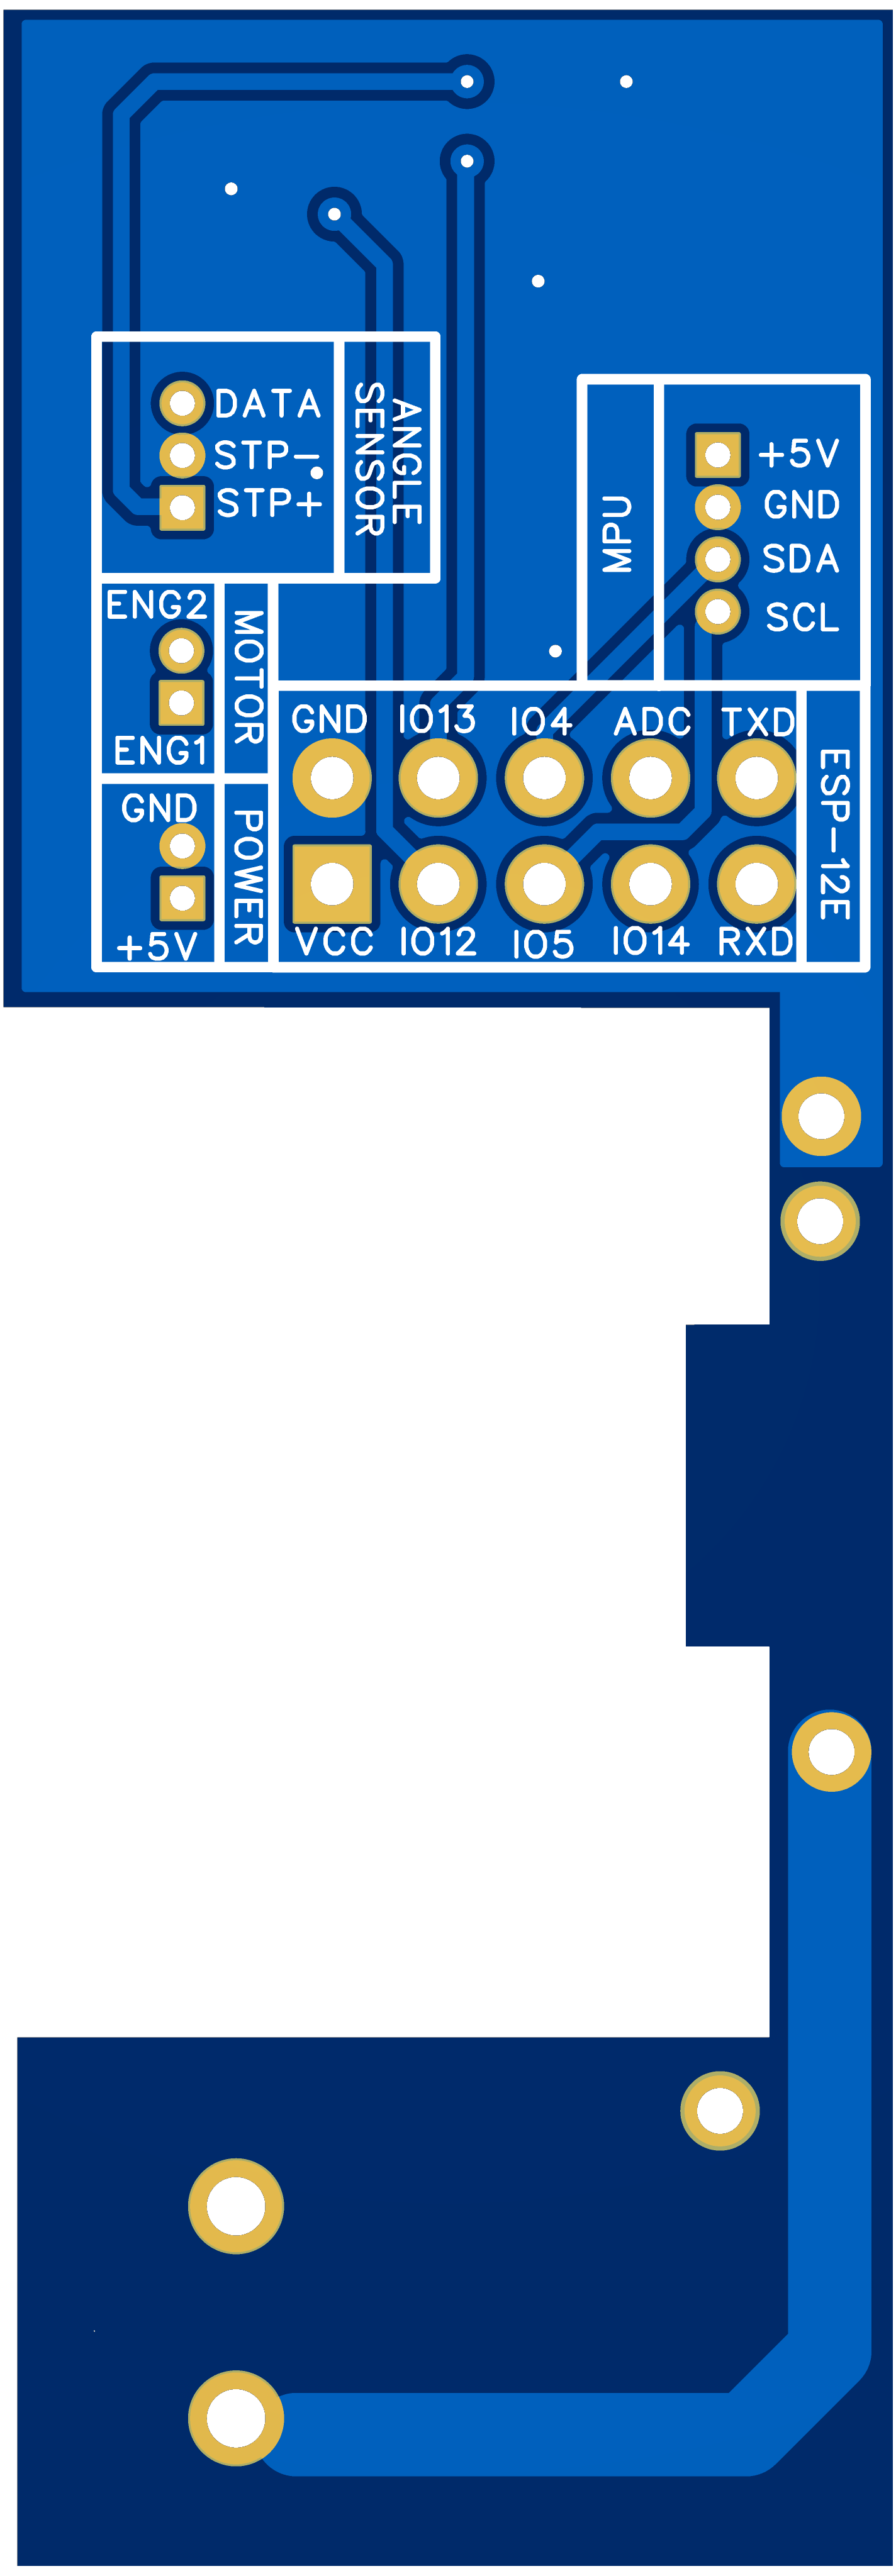 DATA
STP-
STP+
ANGLE
SENSOR
+5V
GND
SDA
SCL
MPU
ENG2
ENG1
MOTOR
GND
+5V
POWER
GND IO13 IO4 ADC TXD
VCC IO12 IO5 IO14 RXD
ESP-12E